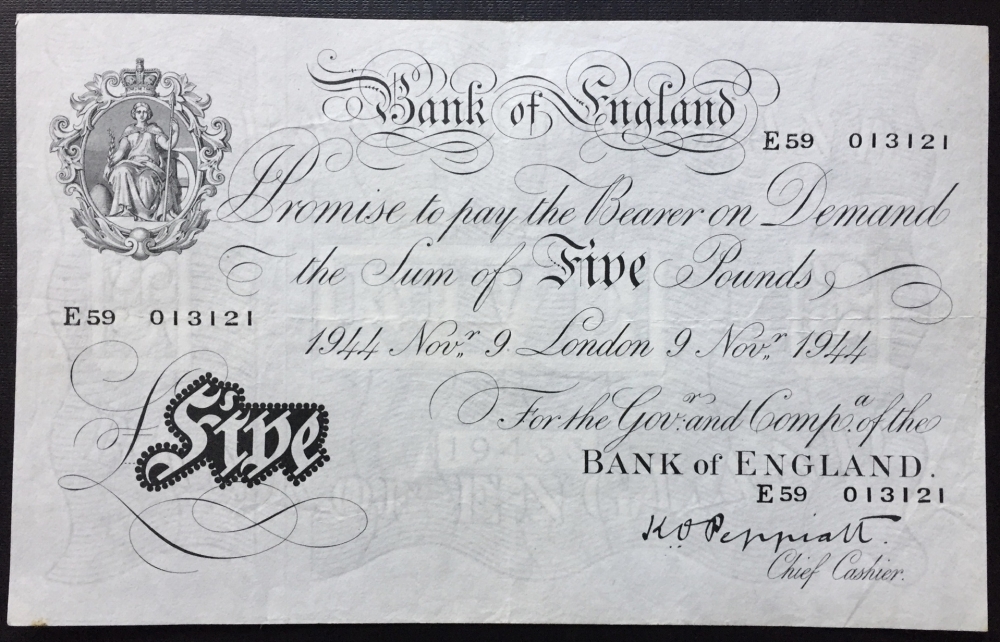 Bank of England
E59 013121
I Promise to pay the Bearer on Demand
the Sum of Five Pounds
E59 013121
1944 Novr. 9 London 9 Novr. 1944
£Five
For the Govr. and Compa. of the
BANK of ENGLAND.
E59 013121
K O Peppiatt.
Chief Cashier.